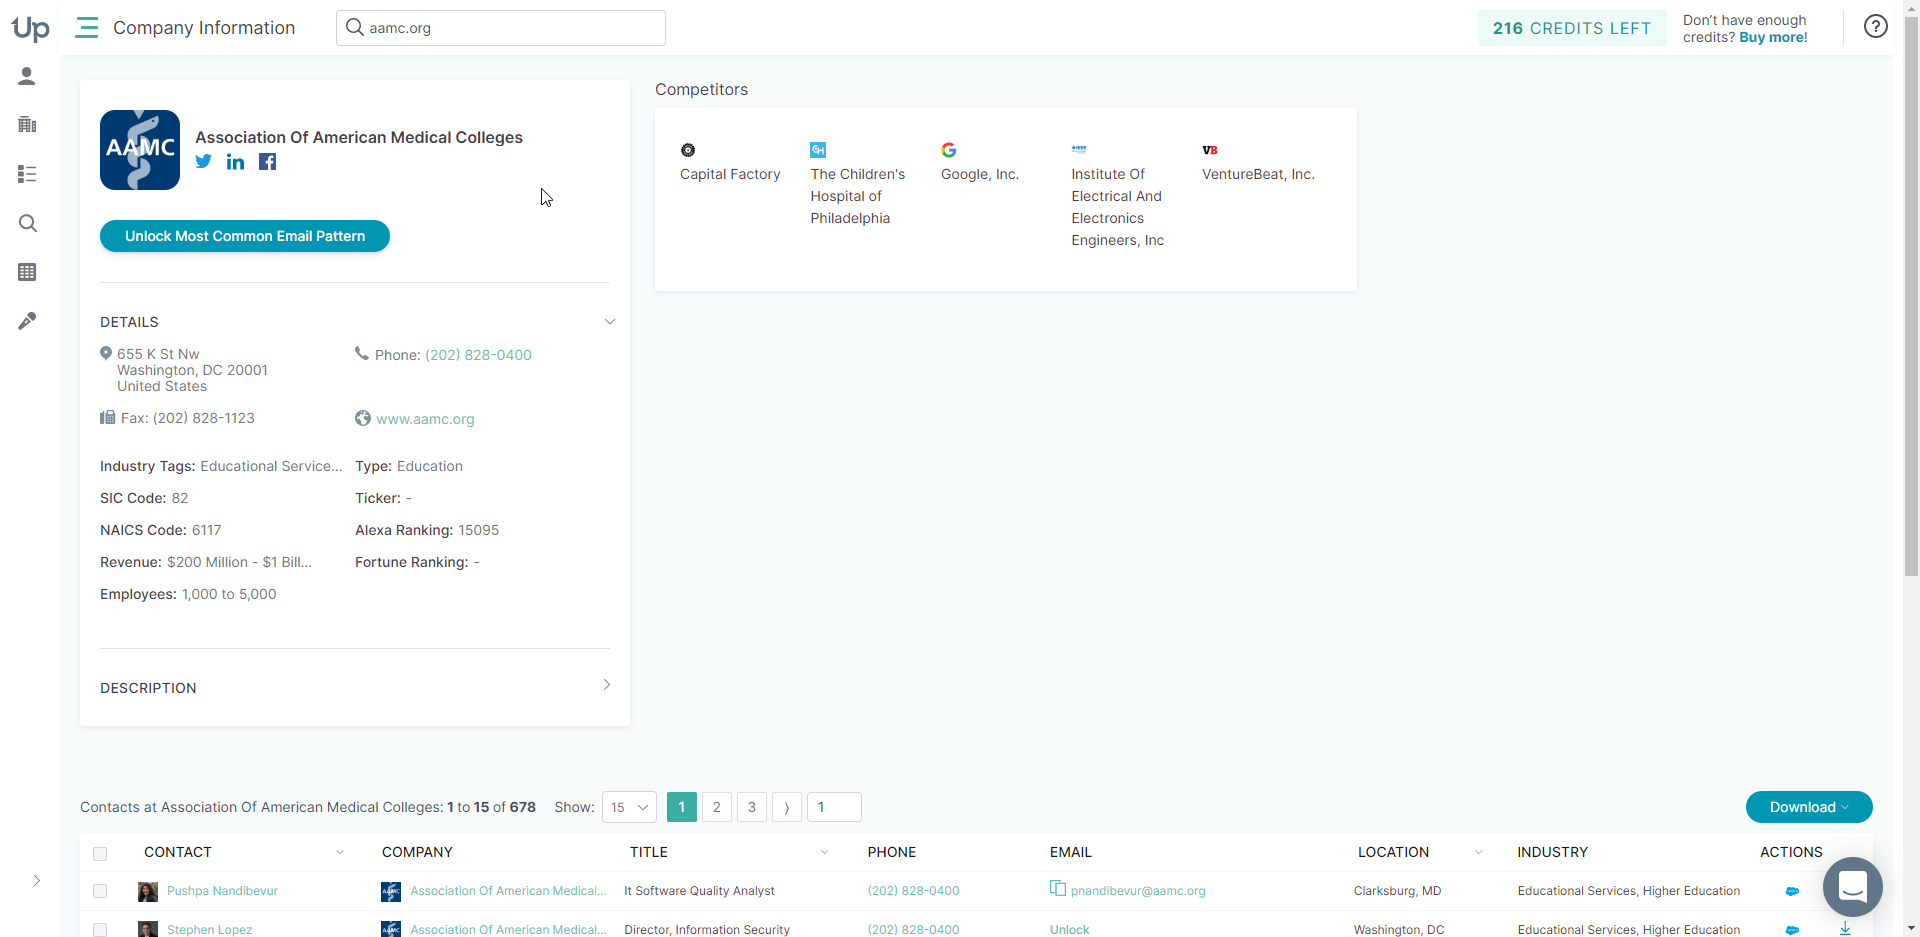 Up
Company Information
aamc.org
216 CREDITS LEFT
Don't have enough
credits? Buy more!
?
AAMC
Association Of American Medical Colleges
Unlock Most Common Email Pattern
DETAILS
655 K St Nw
Washington, DC 20001
United States
Phone: (202) 828-0400
Fax: (202) 828-1123
www.aamc.org
Industry Tags: Educational Service...
Type: Education
SIC Code: 82
Ticker: -
NAICS Code: 6117
Alexa Ranking: 15095
Revenue: $200 Million - $1 Bill...
Fortune Ranking: -
Employees: 1,000 to 5,000
DESCRIPTION
Competitors
Capital Factory
CH
The Children's
Hospital of
Philadelphia
G
Google, Inc.
IEEE
Institute Of
Electrical And
Electronics
Engineers, Inc
VB
VentureBeat, Inc.
Contacts at Association Of American Medical Colleges: 1 to 15 of 678
Show: 15
1 2 3 ⟩ 1
Download
CONTACT COMPANY TITLE PHONE EMAIL LOCATION INDUSTRY ACTIONS
Pushpa Nandibevur AAMC Association Of American Medical... It Software Quality Analyst (202) 828-0400 pnandibevur@aamc.org Clarksburg, MD Educational Services, Higher Education
Stephen Lopez AAMC Association Of American Medical... Director, Information Security (202) 828-0400 Unlock Washington, DC Educational Services, Higher Education